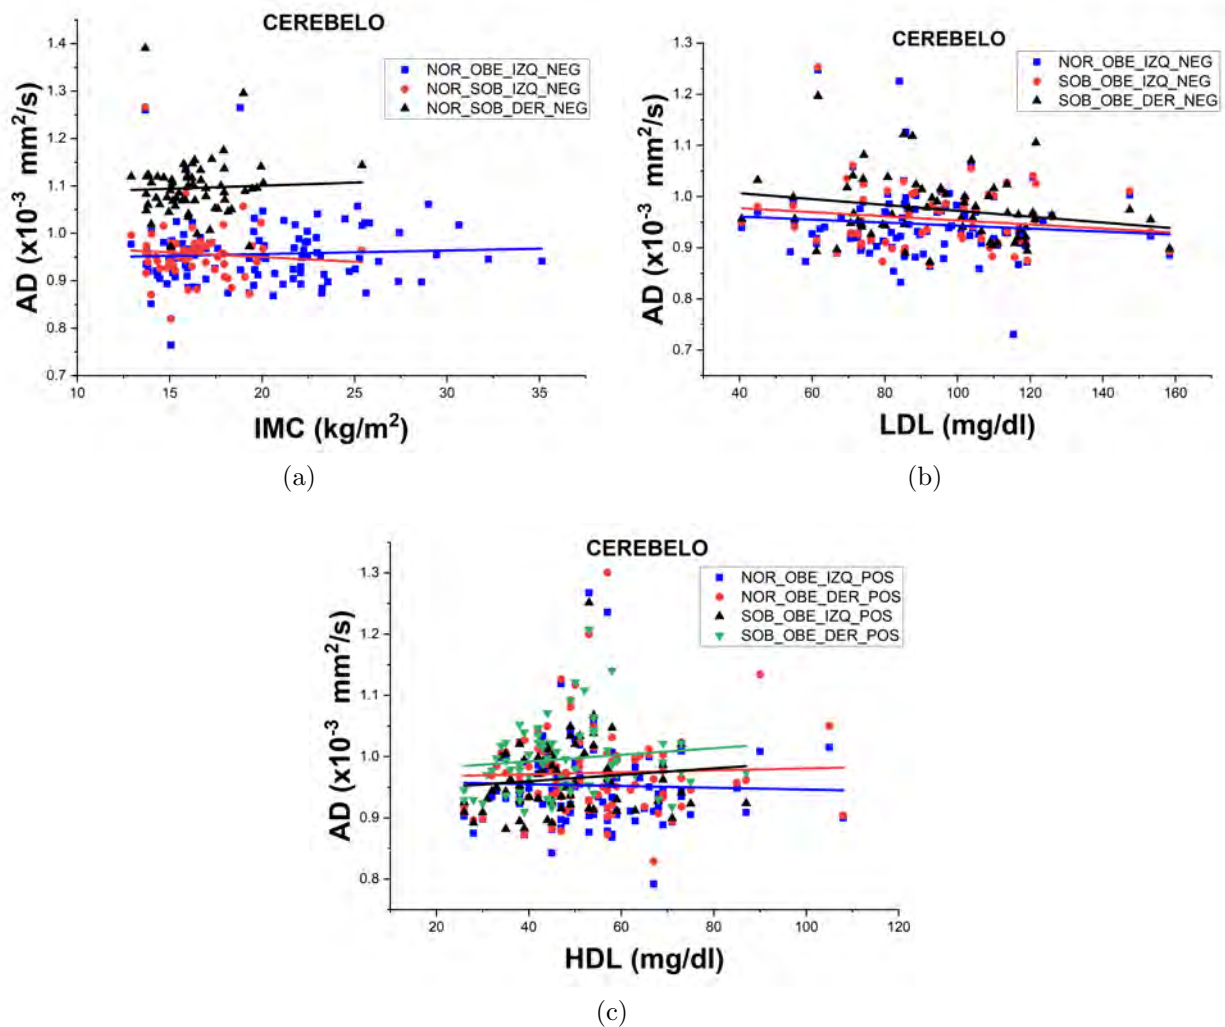 CEREBELO
NOR_OBE_IZQ_NEG
NOR_SOB_IZQ_NEG
NOR_SOB_DER_NEG
AD (x10⁻³ mm²/s)
1.4
1.3
1.2
1.1
1.0
0.9
0.8
0.7
10 15 20 25 30 35
IMC (kg/m²)
(a)
CEREBELO
NOR_OBE_IZQ_NEG
SOB_OBE_IZQ_NEG
SOB_OBE_DER_NEG
AD (x10⁻³ mm²/s)
1.3
1.2
1.1
1.0
0.9
0.8
0.7
40 60 80 100 120 140 160
LDL (mg/dl)
(b)
CEREBELO
NOR_OBE_IZQ_POS
NOR_OBE_DER_POS
SOB_OBE_IZQ_POS
SOB_OBE_DER_POS
AD (x10⁻³ mm²/s)
1.3
1.2
1.1
1.0
0.9
0.8
20 40 60 80 100 120
HDL (mg/dl)
(c)